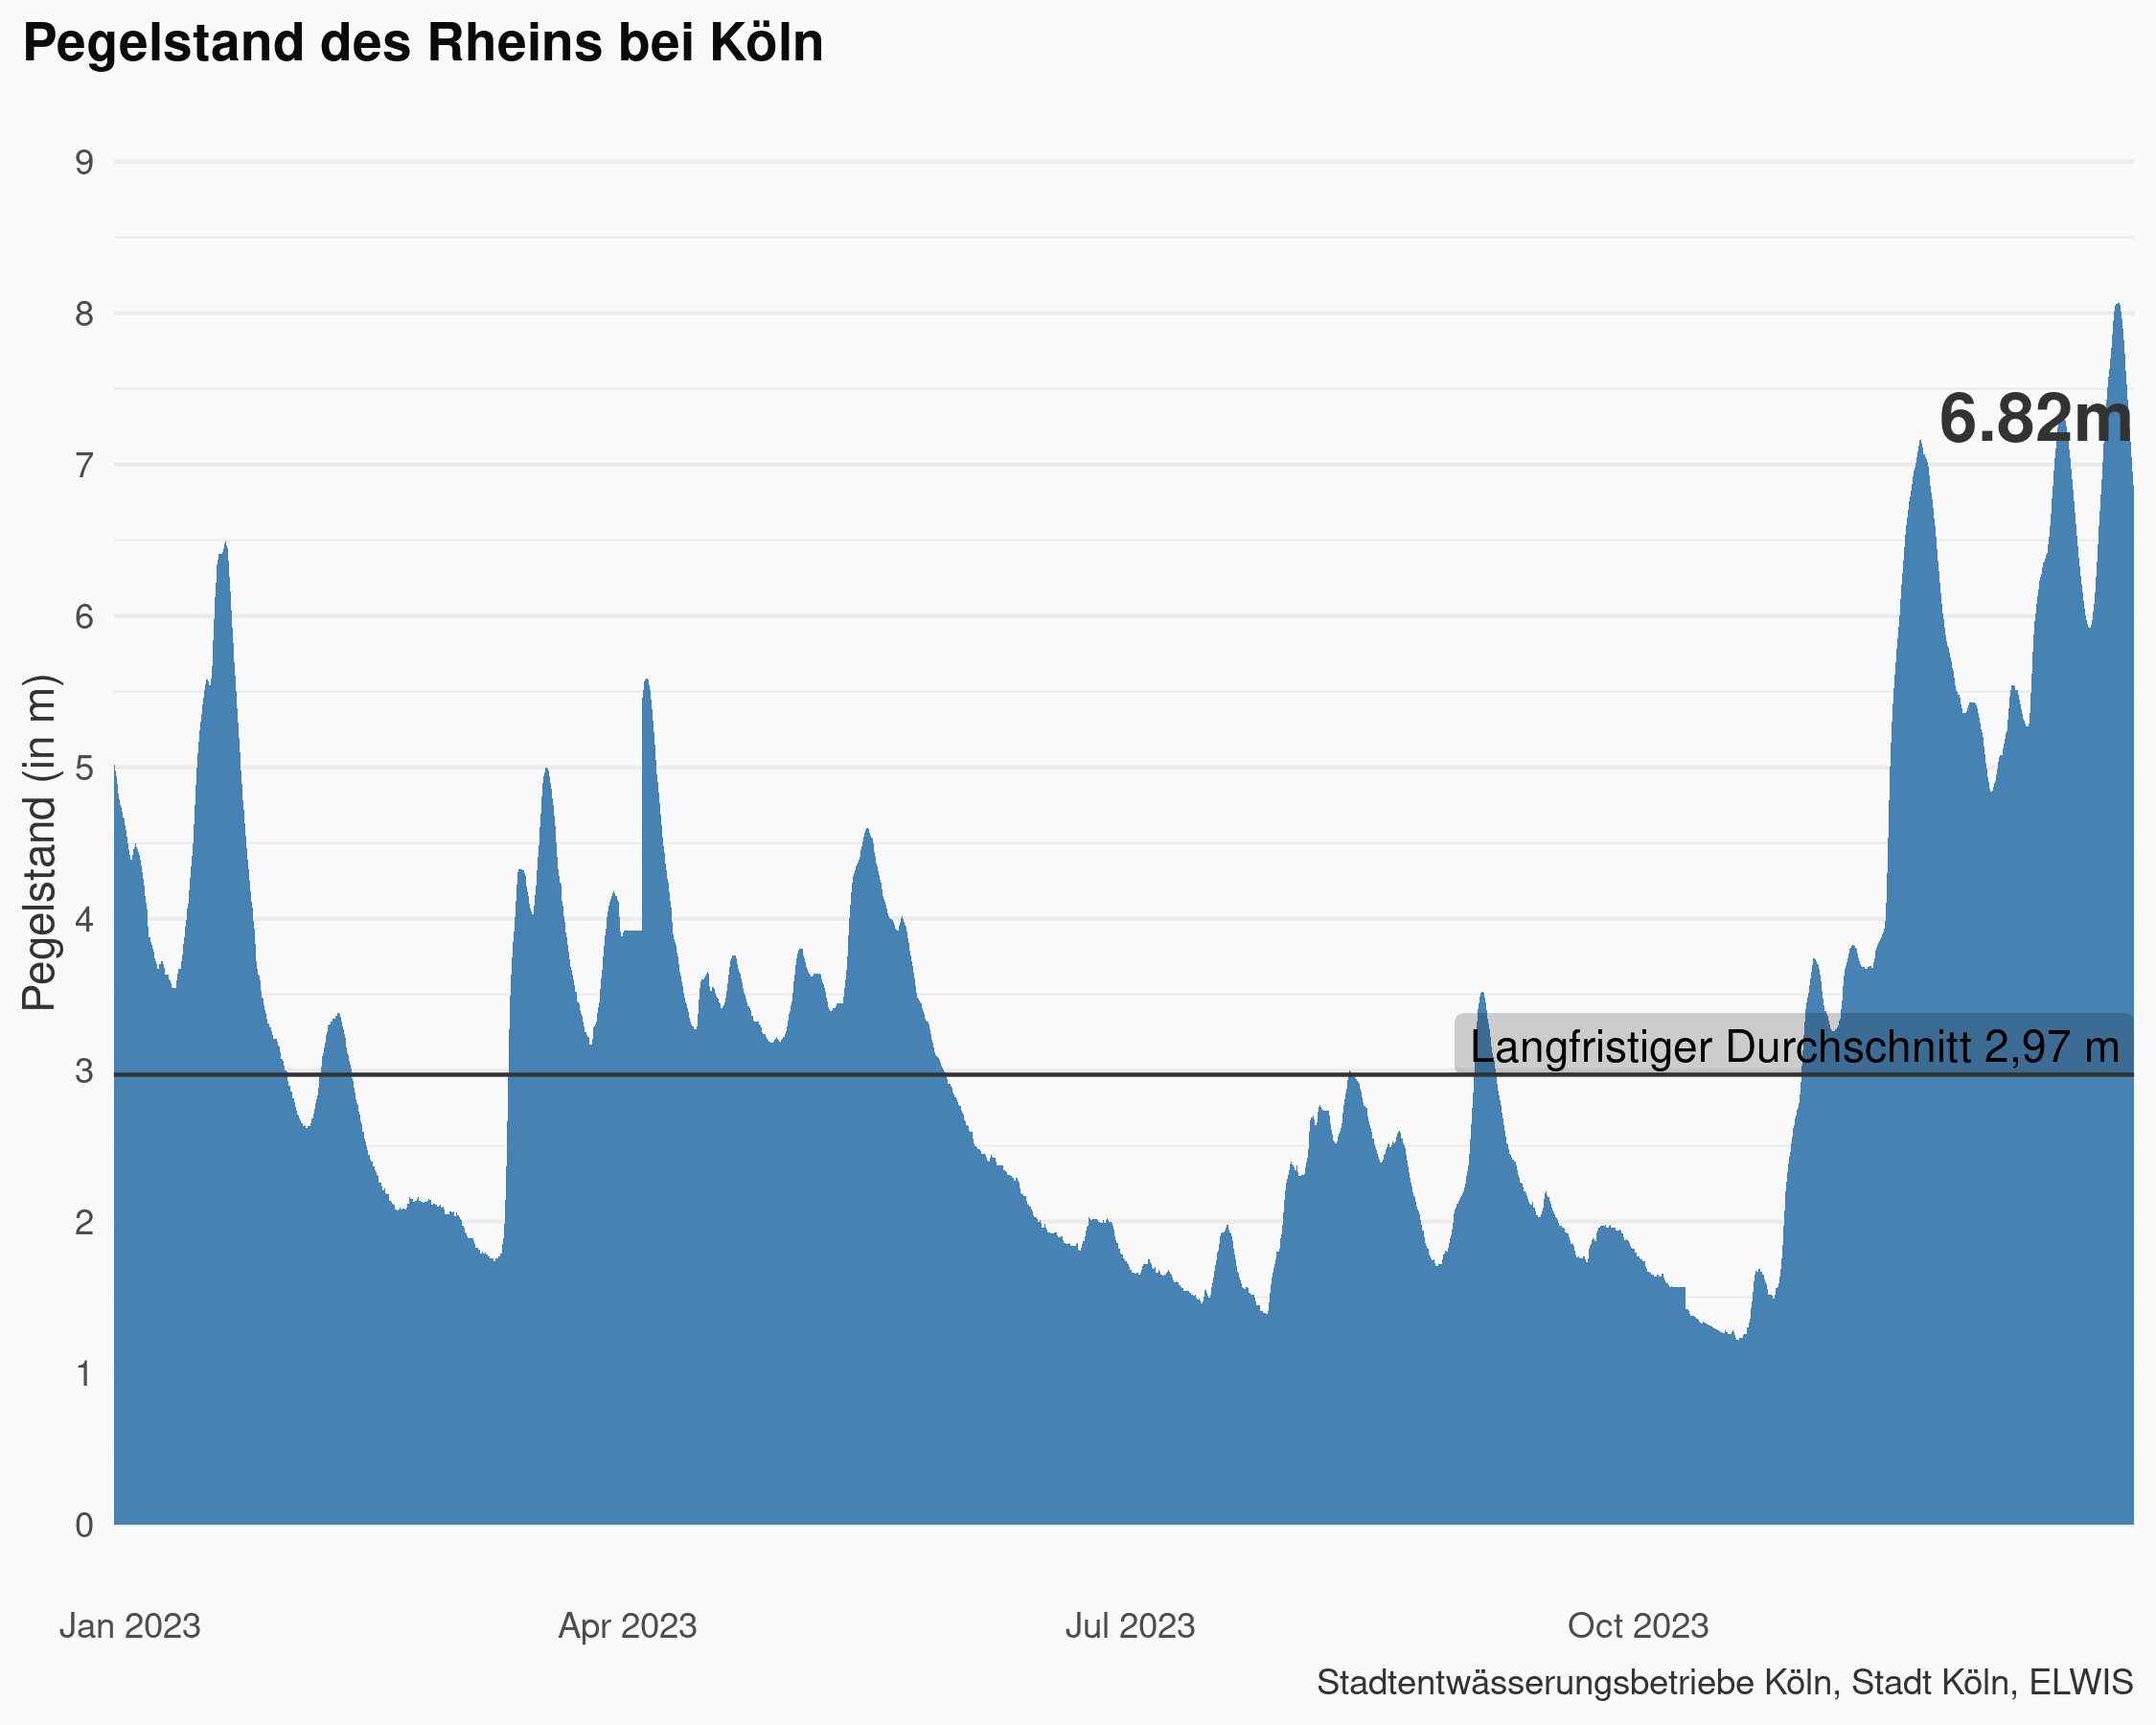 Pegelstand des Rheins bei Köln
Pegelstand (in m)
9
8
7
6
5
4
3
2
1
0
6.82m
Langfristiger Durchschnitt 2,97 m
Jan 2023
Apr 2023
Jul 2023
Oct 2023
Stadtentwässerungsbetriebe Köln, Stadt Köln, ELWIS